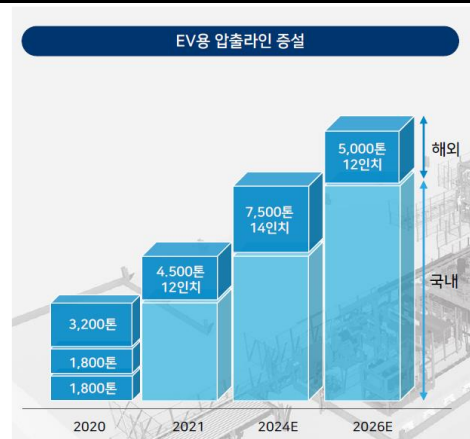 EV용 압출라인 증설
5,000톤
12인치
해외
7,500톤
14인치
4.500톤
12인치
국내
3,200톤
1,800톤
1,800톤
2020
2021
2024E
2026E